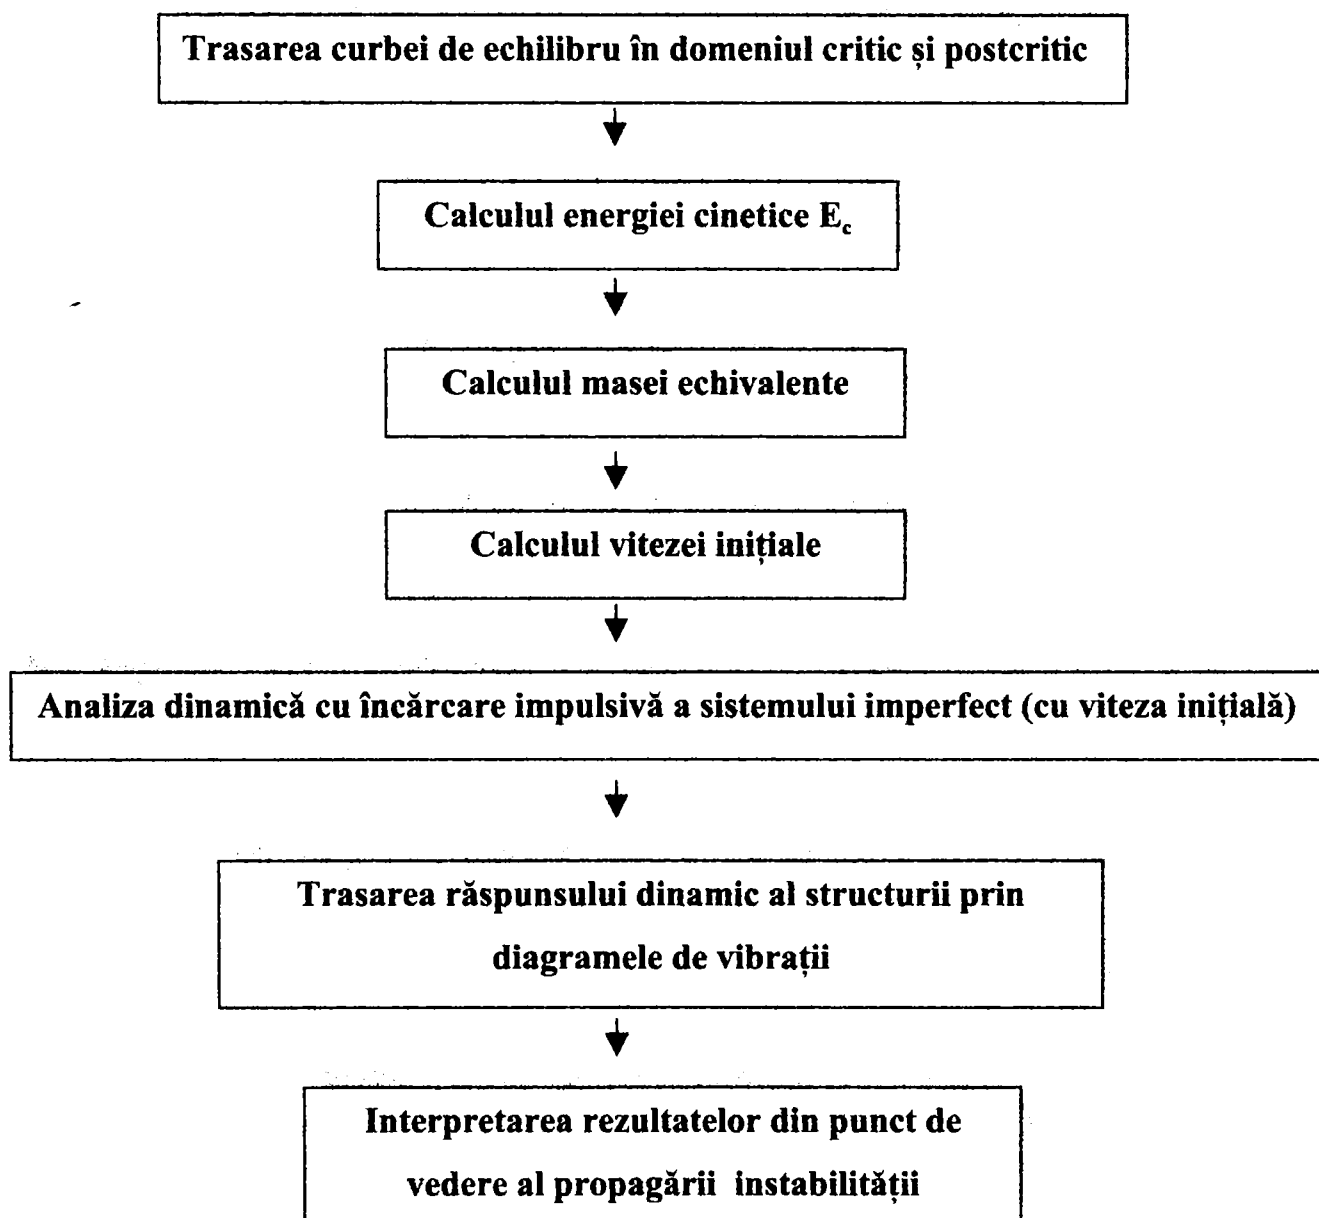 Trasarea curbei de echilibru în domeniul critic și postcritic
Calculul energiei cinetice E_c
Calculul masei echivalente
Calculul vitezei inițiale
Analiza dinamică cu încărcare impulsivă a sistemului imperfect (cu viteza inițială)
Trasarea răspunsului dinamic al structurii prin
diagramele de vibrații
Interpretarea rezultatelor din punct de
vedere al propagării instabilității